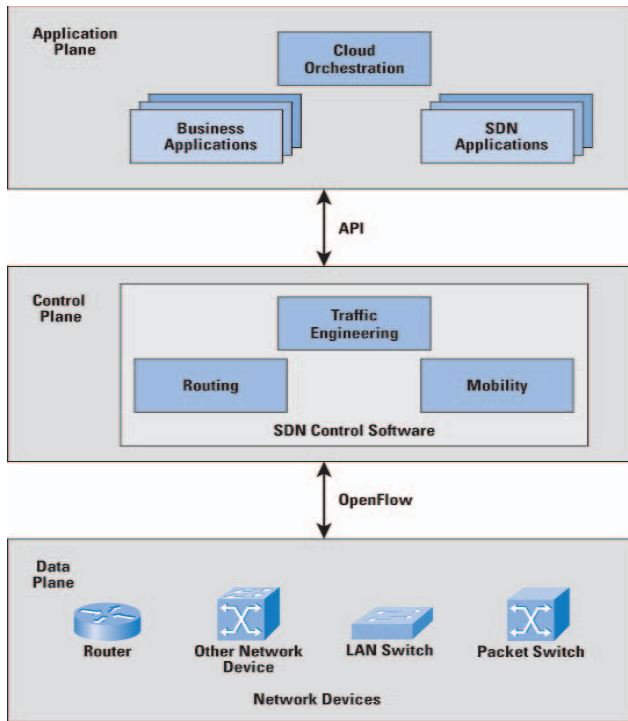 Application
Plane
Cloud
Orchestration
Business
Applications
SDN
Applications
API
Control
Plane
Traffic
Engineering
Routing
Mobility
SDN Control Software
OpenFlow
Data
Plane
Router
Other Network
Device
LAN Switch
Packet Switch
Network Devices